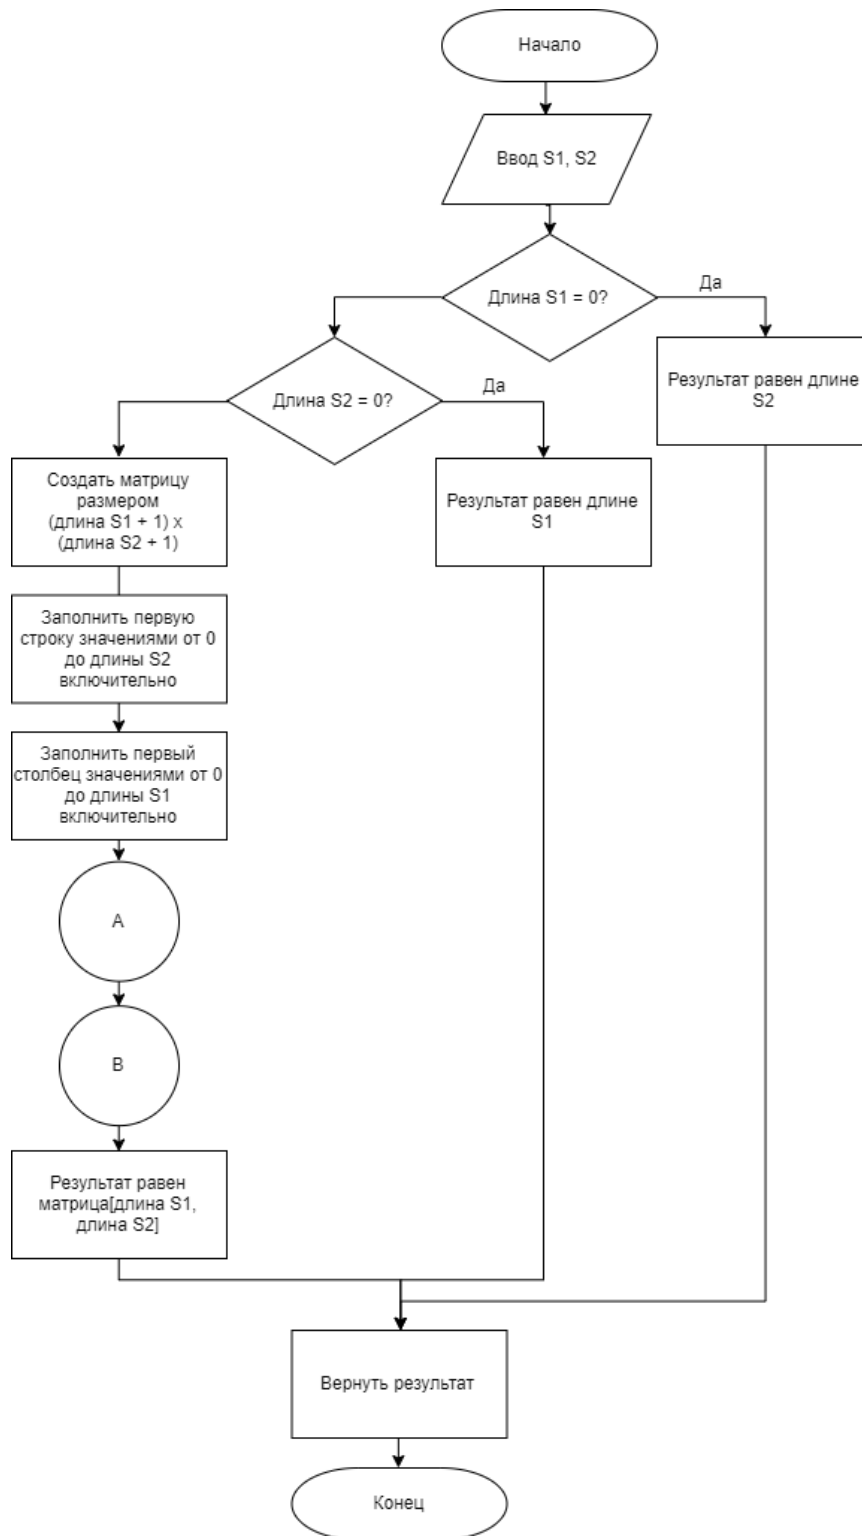 Начало
Ввод S1, S2
Длина S1 = 0?
Да
Результат равен длине
S2
Длина S2 = 0?
Да
Создать матрицу
размером
(длина S1 + 1) x
(длина S2 + 1)
Результат равен длине
S1
Заполнить первую
строку значениями от 0
до длины S2
включительно
Заполнить первый
столбец значениями от 0
до длины S1
включительно
A
B
Результат равен
матрица[длина S1,
длина S2]
Вернуть результат
Конец